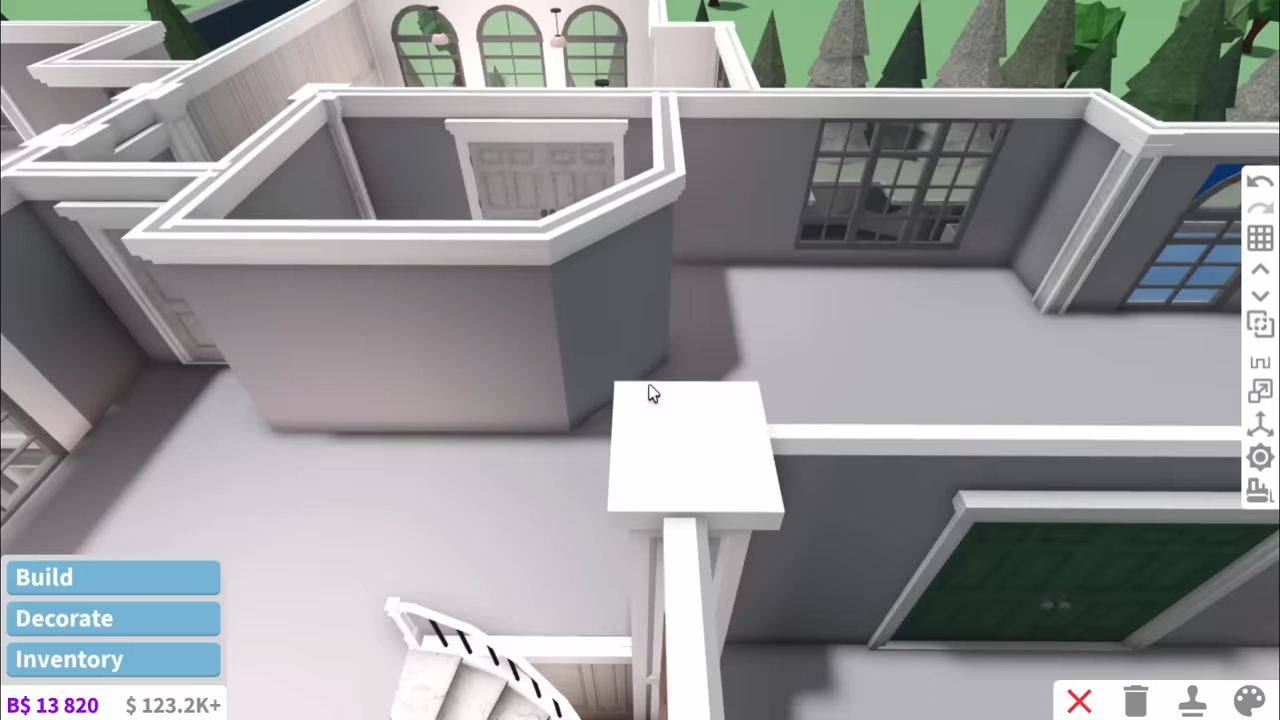 Build
Decorate
Inventory
B$ 13 820 $ 123.2K+